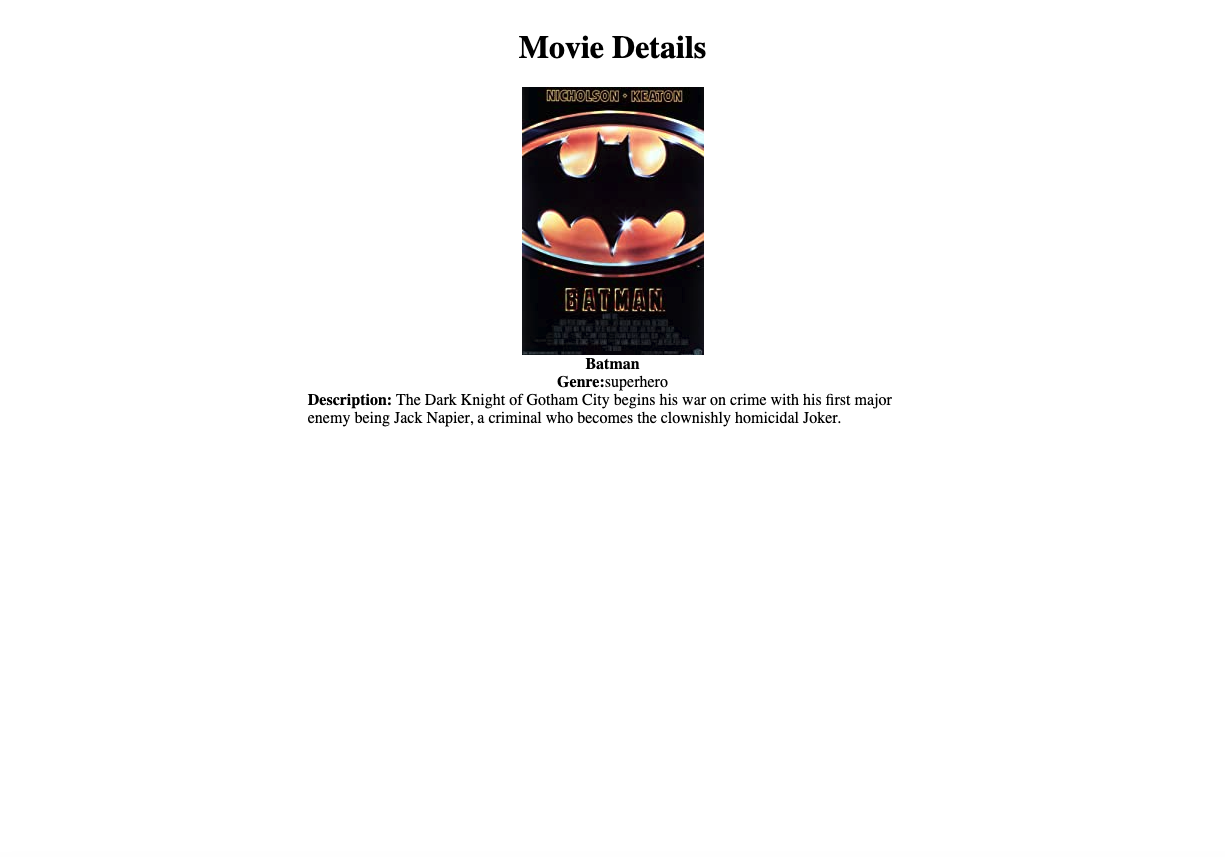 Movie Details
NICHOLSON • KEATON
BATMAN
Batman
Genre:superhero
Description: The Dark Knight of Gotham City begins his war on crime with his first major
enemy being Jack Napier, a criminal who becomes the clownishly homicidal Joker.